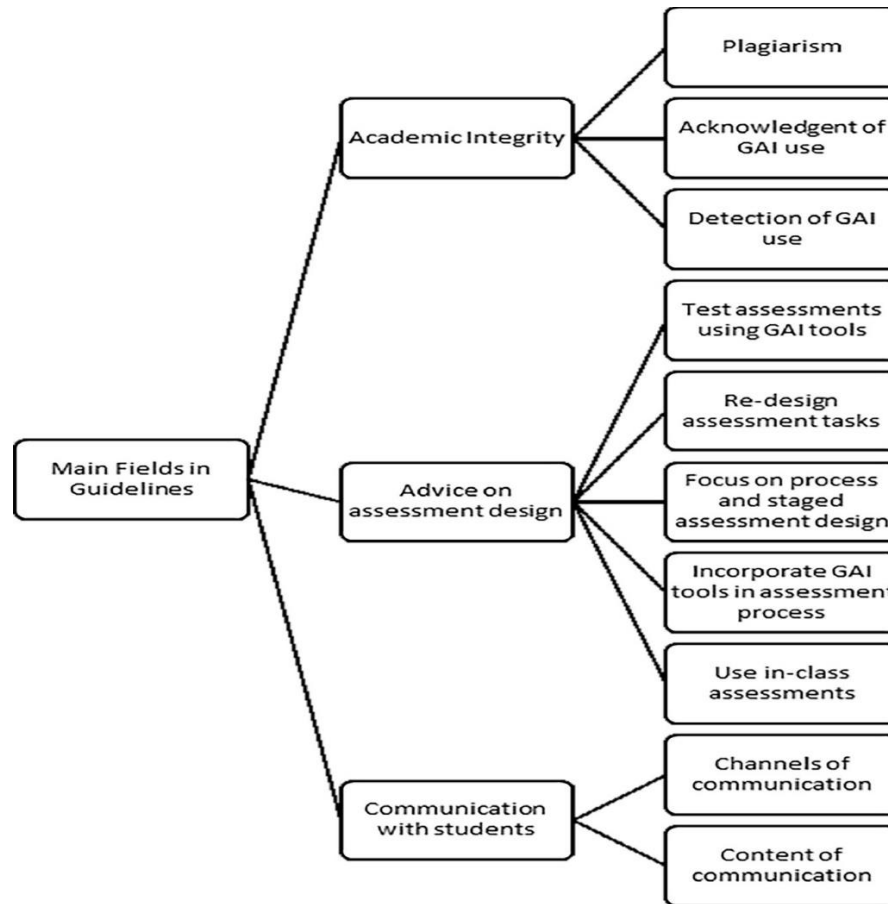 Main Fields in
Guidelines
Academic Integrity
Plagiarism
Acknowledgent of
GAI use
Detection of GAI
use
Advice on
assessment design
Test assessments
using GAI tools
Re-design
assessment tasks
Focus on process
and staged
assessment design
Incorporate GAI
tools in assessment
process
Use in-class
assessments
Communication
with students
Channels of
communication
Content of
communication